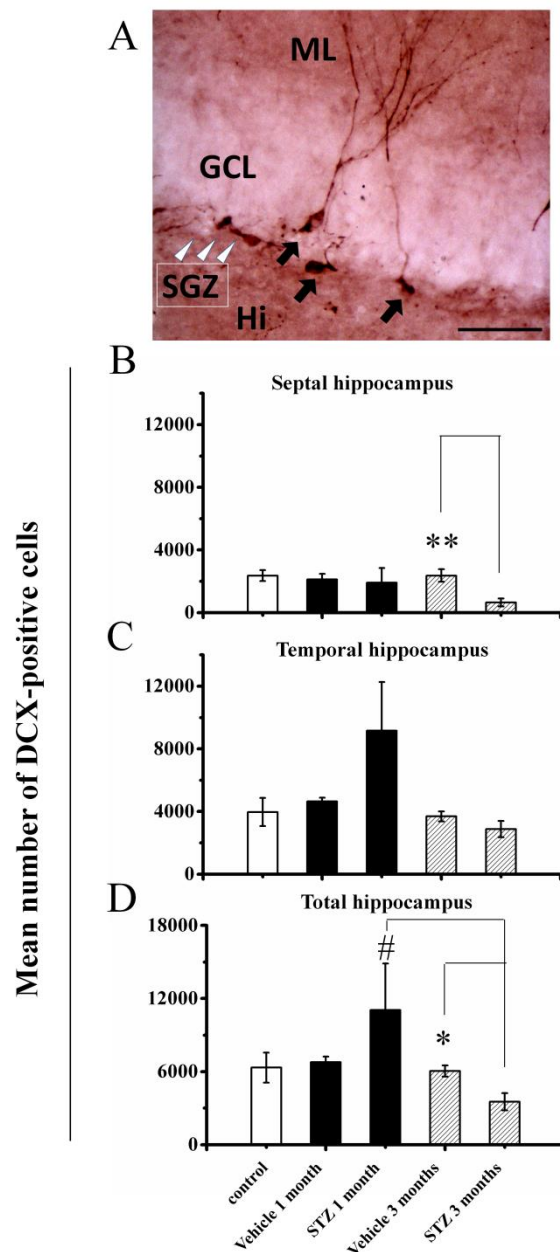 A
ML
GCL
SGZ
Hi
Mean number of DCX-positive cells
B
Septal hippocampus
12000
8000
4000
0
**
C
Temporal hippocampus
12000
8000
4000
0
D
Total hippocampus
18000
12000
6000
0
#
*
control
Vehicle 1 month
STZ 1 month
Vehicle 3 months
STZ 3 months